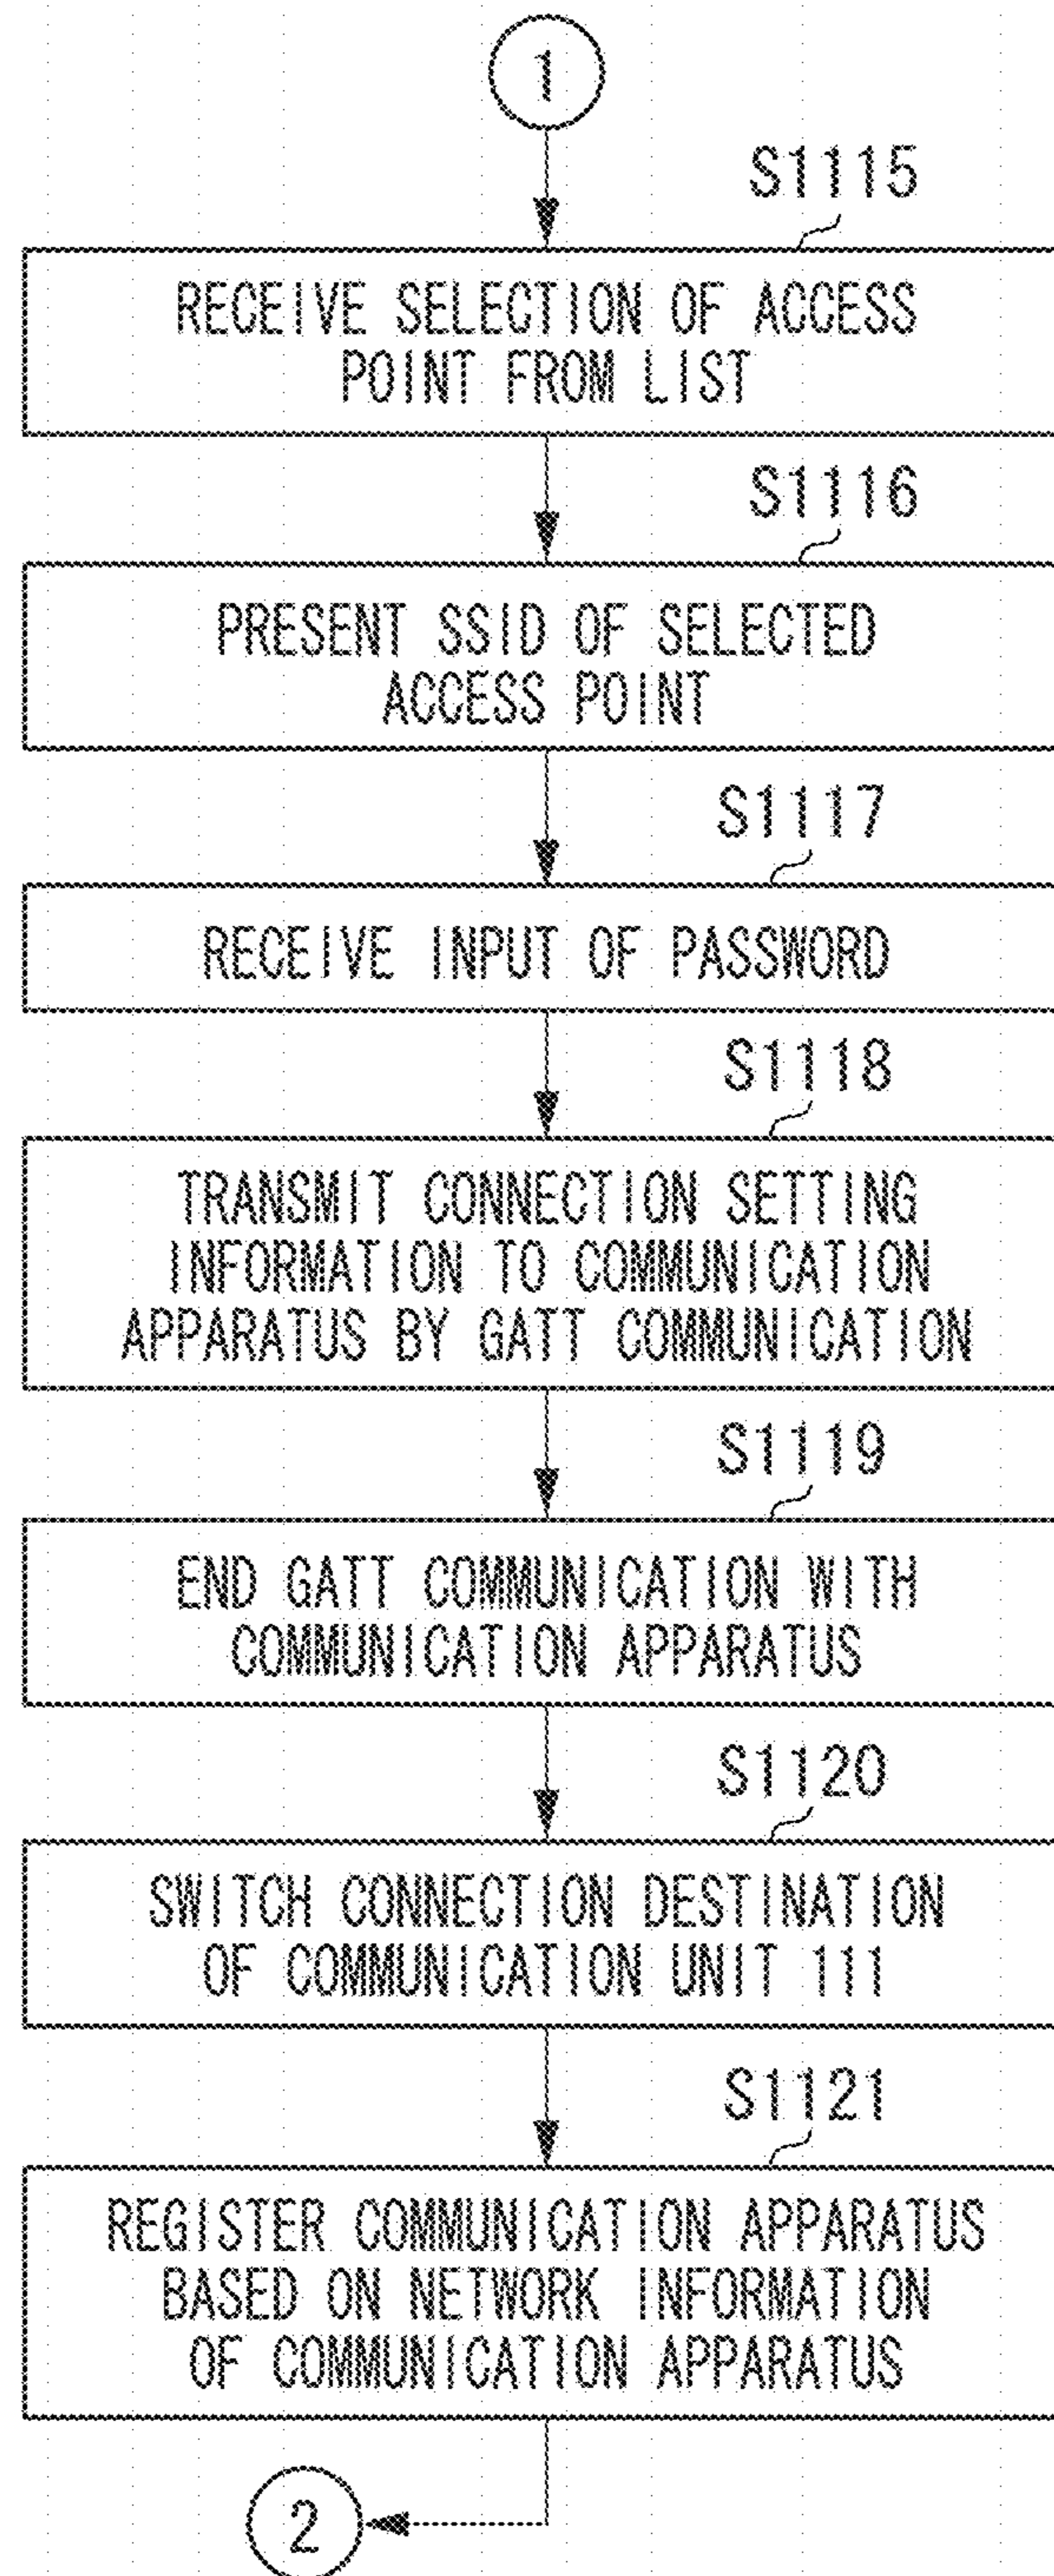 1
S1115
RECEIVE SELECTION OF ACCESS
POINT FROM LIST
S1116
PRESENT SSID OF SELECTED
ACCESS POINT
S1117
RECEIVE INPUT OF PASSWORD
S1118
TRANSMIT CONNECTION SETTING
INFORMATION TO COMMUNICATION
APPARATUS BY GATT COMMUNICATION
S1119
END GATT COMMUNICATION WITH
COMMUNICATION APPARATUS
S1120
SWITCH CONNECTION DESTINATION
OF COMMUNICATION UNIT 111
S1121
REGISTER COMMUNICATION APPARATUS
BASED ON NETWORK INFORMATION
OF COMMUNICATION APPARATUS
2